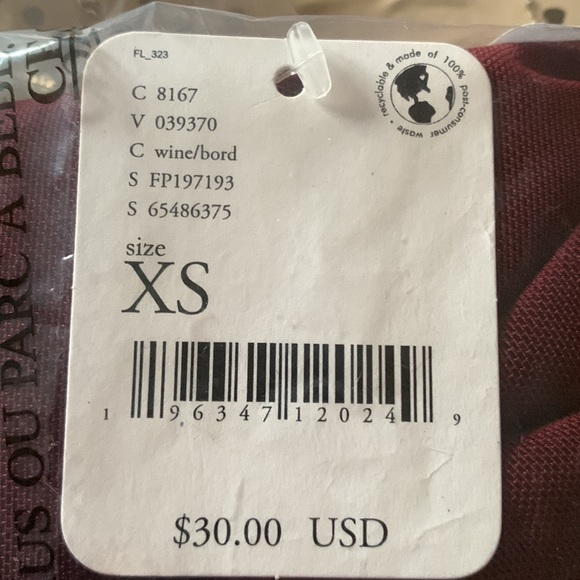 FL_323
recyclable & made of 100% post-consumer waste •
C 8167
V 039370
C wine/bord
S FP197193
S 65486375
size
XS
1 96347 12024 9
$30.00 USD
US OU PARC A BEBE